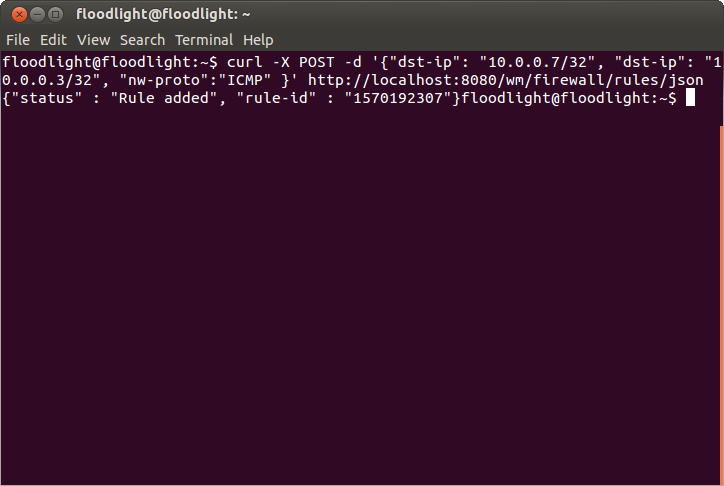 floodlight@floodlight: ~
File Edit View Search Terminal Help
floodlight@floodlight:~$ curl -X POST -d '{"dst-ip": "10.0.0.7/32", "dst-ip": "1
0.0.0.3/32", "nw-proto":"ICMP" }' http://localhost:8080/wm/firewall/rules/json
{"status" : "Rule added", "rule-id" : "1570192307"}floodlight@floodlight:~$